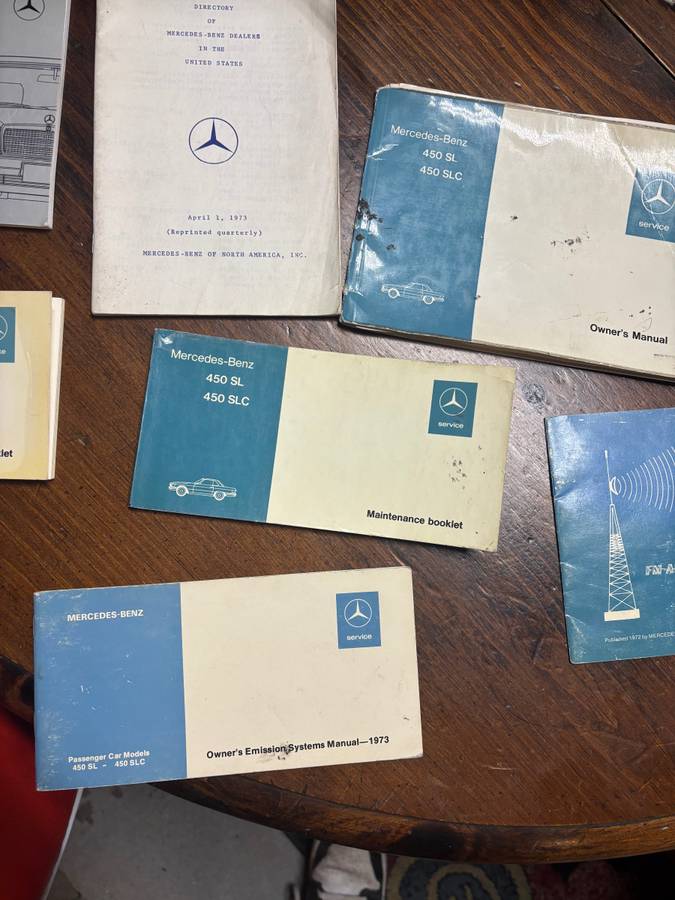 DIRECTORY
OF
MERCEDES-BENZ DEALERS
IN THE
UNITED STATES
April 1, 1973
(Reprinted quarterly)
MERCEDES-BENZ OF NORTH AMERICA, INC.
Mercedes-Benz
450 SL
450 SLC
service
Owner's Manual
Mercedes-Benz
450 SL
450 SLC
service
Maintenance booklet
MERCEDES-BENZ
service
Passenger Car Models
450 SL - 450 SLC
Owner's Emission Systems Manual—1973
FM-A
Published 1972 by MERCEDE